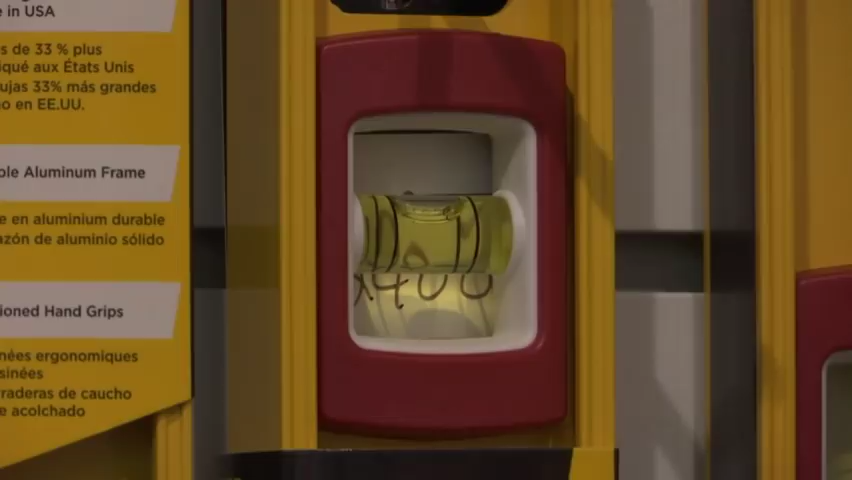 e in USA
s de 33 % plus
iqué aux États Unis
ujas 33% más grandes
o en EE.UU.
ble Aluminum Frame
e en aluminium durable
azón de aluminio sólido
ioned Hand Grips
nées ergonomiques
sinées
raderas de caucho
e acolchado
x400